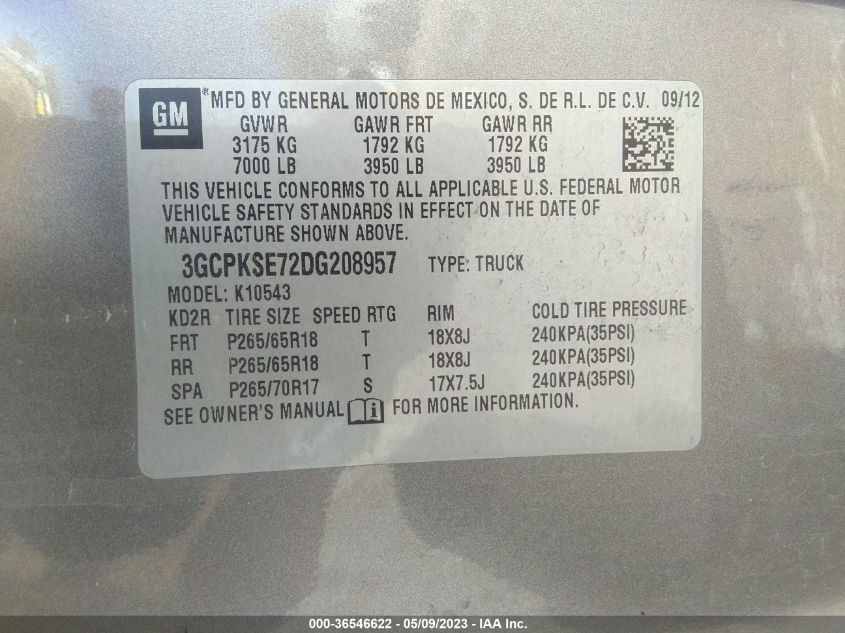 GM ® MFD BY GENERAL MOTORS DE MEXICO, S. DE R.L. DE C.V. 09/12
GVWR GAWR FRT GAWR RR
3175 KG 1792 KG 1792 KG
7000 LB 3950 LB 3950 LB
THIS VEHICLE CONFORMS TO ALL APPLICABLE U.S. FEDERAL MOTOR
VEHICLE SAFETY STANDARDS IN EFFECT ON THE DATE OF
MANUFACTURE SHOWN ABOVE.
3GCPKSE72DG208957 TYPE: TRUCK
MODEL: K10543
KD2R TIRE SIZE SPEED RTG RIM COLD TIRE PRESSURE
FRT P265/65R18 T 18X8J 240KPA(35PSI)
RR P265/65R18 T 18X8J 240KPA(35PSI)
SPA P265/70R17 S 17X7.5J 240KPA(35PSI)
SEE OWNER'S MANUAL i FOR MORE INFORMATION.
000-36546622 - 05/09/2023 - IAA Inc.